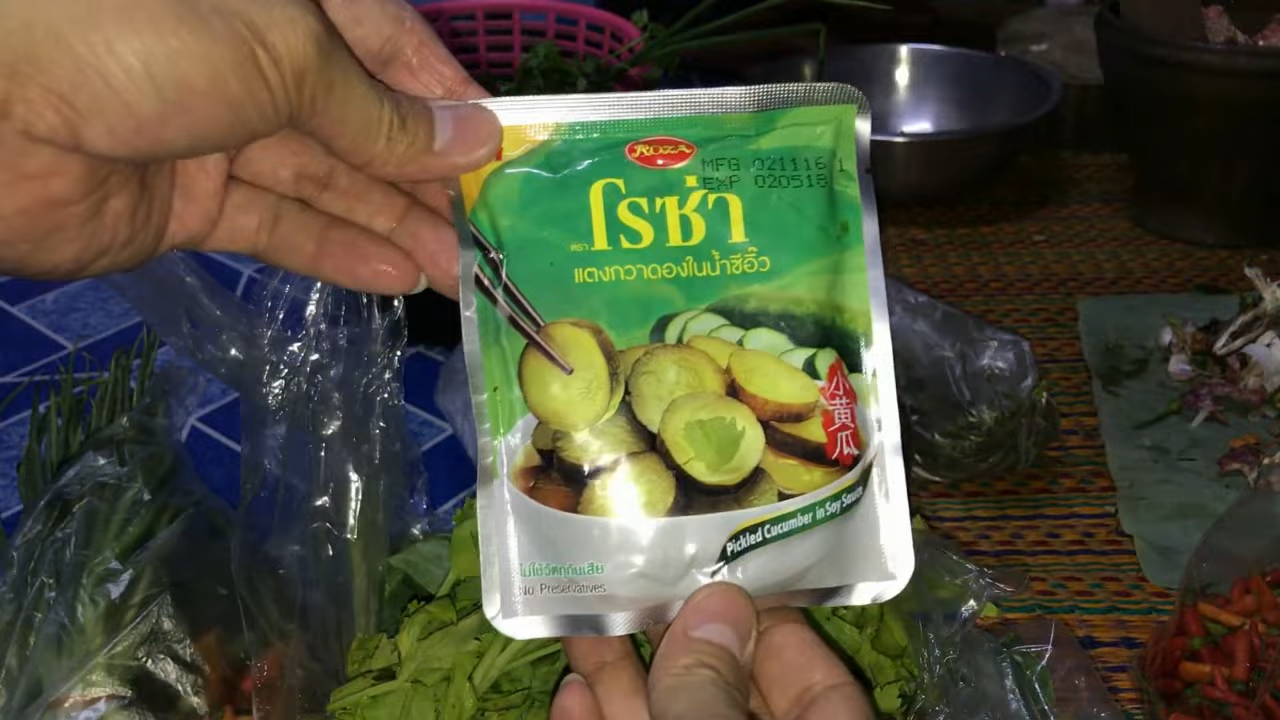 ROZA
MFG 021116 1
EXP 020518
ตรา โรซ่า
แตงกวาดองในน้ำซีอิ๊ว
小黄瓜
Pickled Cucumber in Soy Sauce
ไม่ใช้วัตถุกันเสีย
No Preservatives